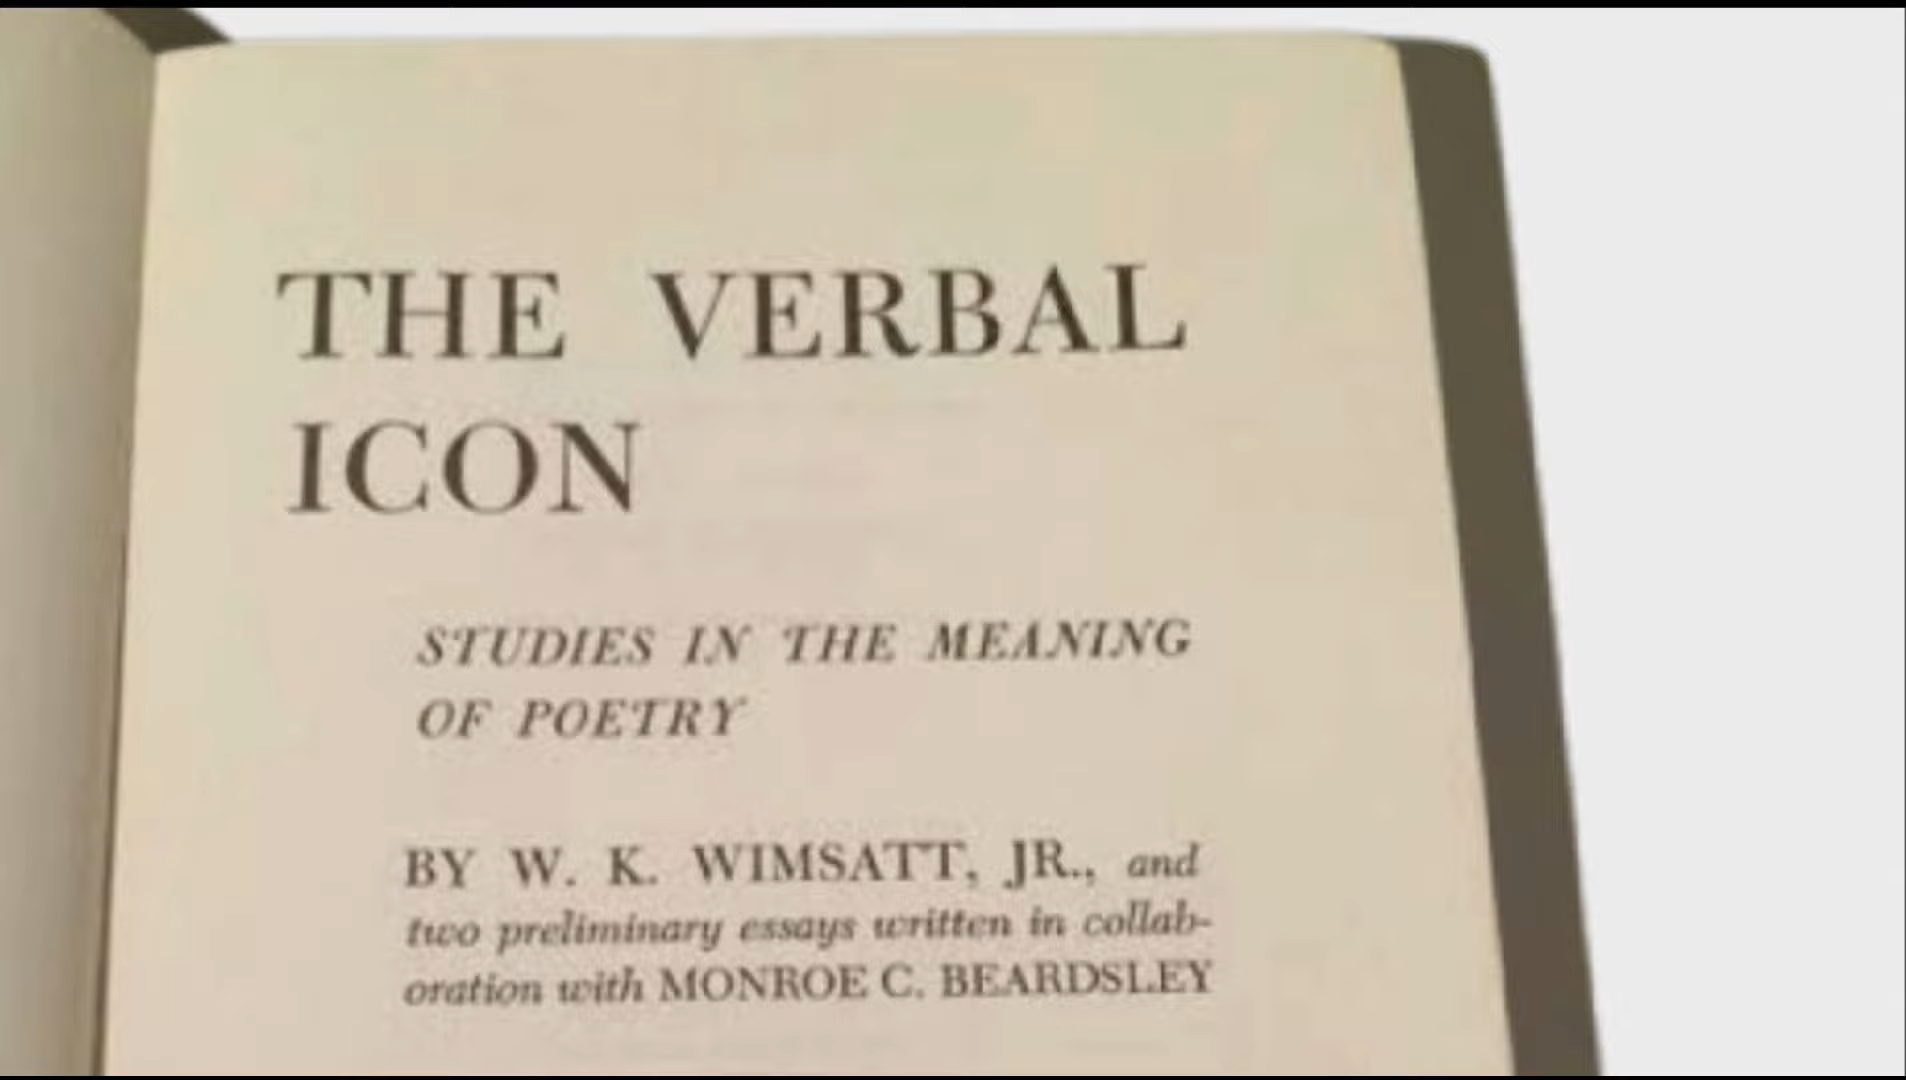 THE VERBAL
ICON
STUDIES IN THE MEANING
OF POETRY
BY W. K. WIMSATT, JR., and
two preliminary essays written in collab-
oration with MONROE C. BEARDSLEY